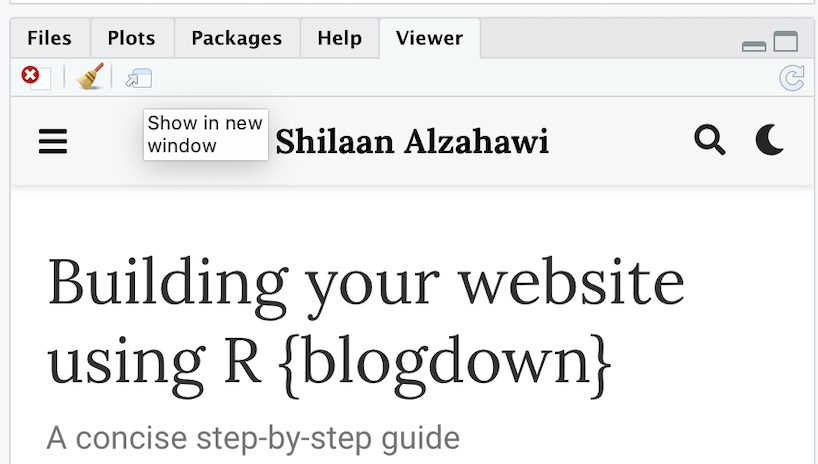 Files Plots Packages Help Viewer
Show in new
window
Shilaan Alzahawi
Building your website
using R {blogdown}
A concise step-by-step guide